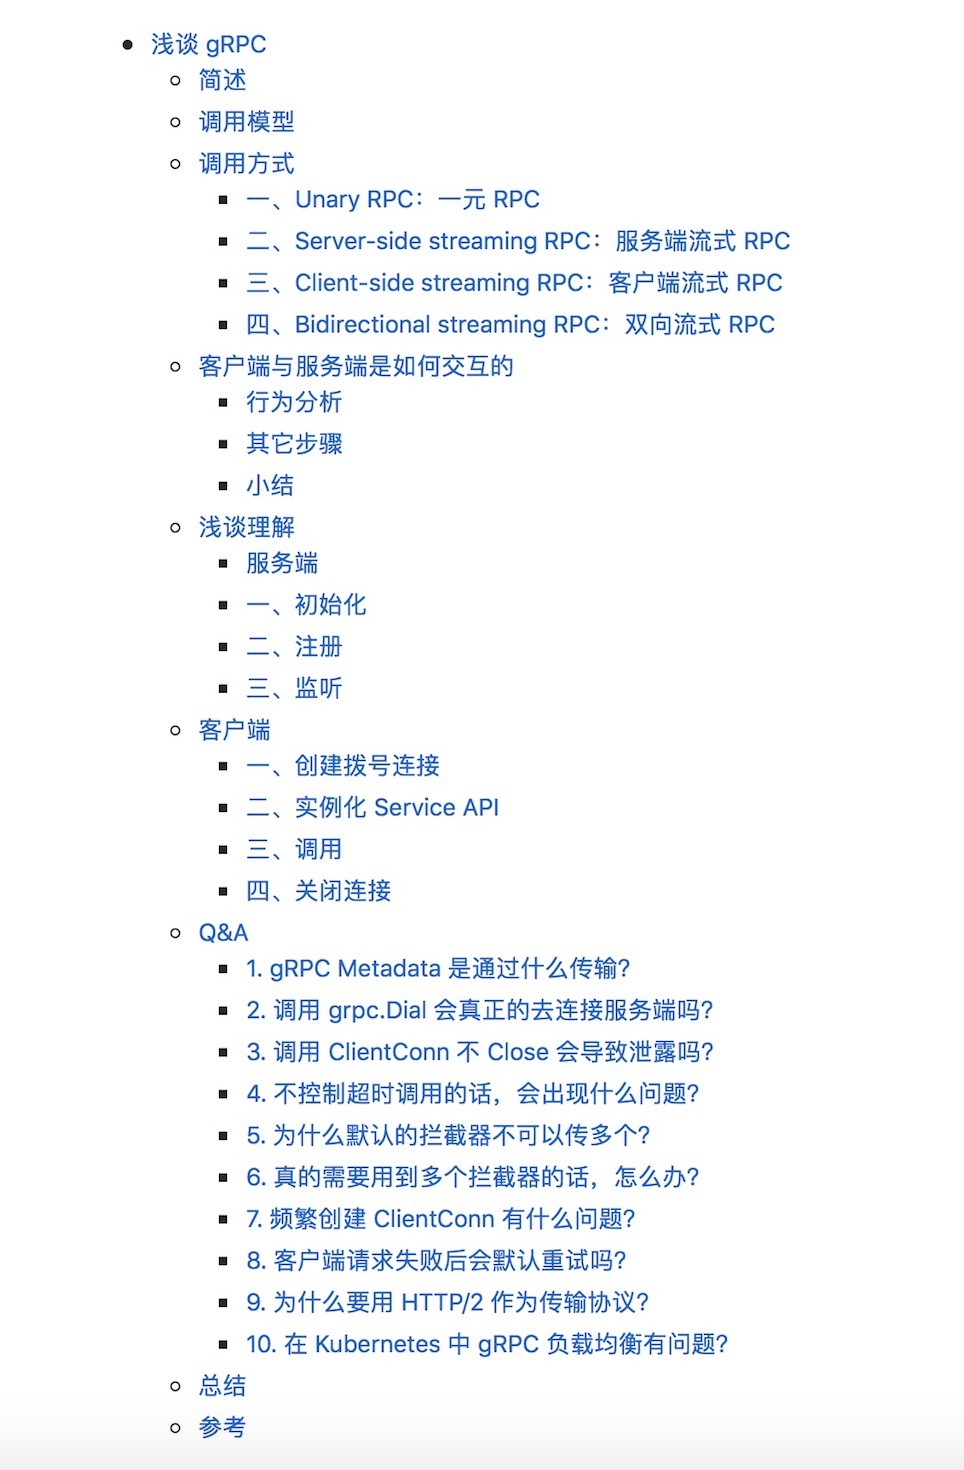 浅谈 gRPC
简述
调用模型
调用方式
一、Unary RPC：一元 RPC
二、Server-side streaming RPC：服务端流式 RPC
三、Client-side streaming RPC：客户端流式 RPC
四、Bidirectional streaming RPC：双向流式 RPC
客户端与服务端是如何交互的
行为分析
其它步骤
小结
浅谈理解
服务端
一、初始化
二、注册
三、监听
客户端
一、创建拨号连接
二、实例化 Service API
三、调用
四、关闭连接
Q&A
1. gRPC Metadata 是通过什么传输？
2. 调用 grpc.Dial 会真正的去连接服务端吗？
3. 调用 ClientConn 不 Close 会导致泄露吗？
4. 不控制超时调用的话，会出现什么问题？
5. 为什么默认的拦截器不可以传多个？
6. 真的需要用到多个拦截器的话，怎么办？
7. 频繁创建 ClientConn 有什么问题？
8. 客户端请求失败后会默认重试吗？
9. 为什么要用 HTTP/2 作为传输协议？
10. 在 Kubernetes 中 gRPC 负载均衡有问题？
总结
参考